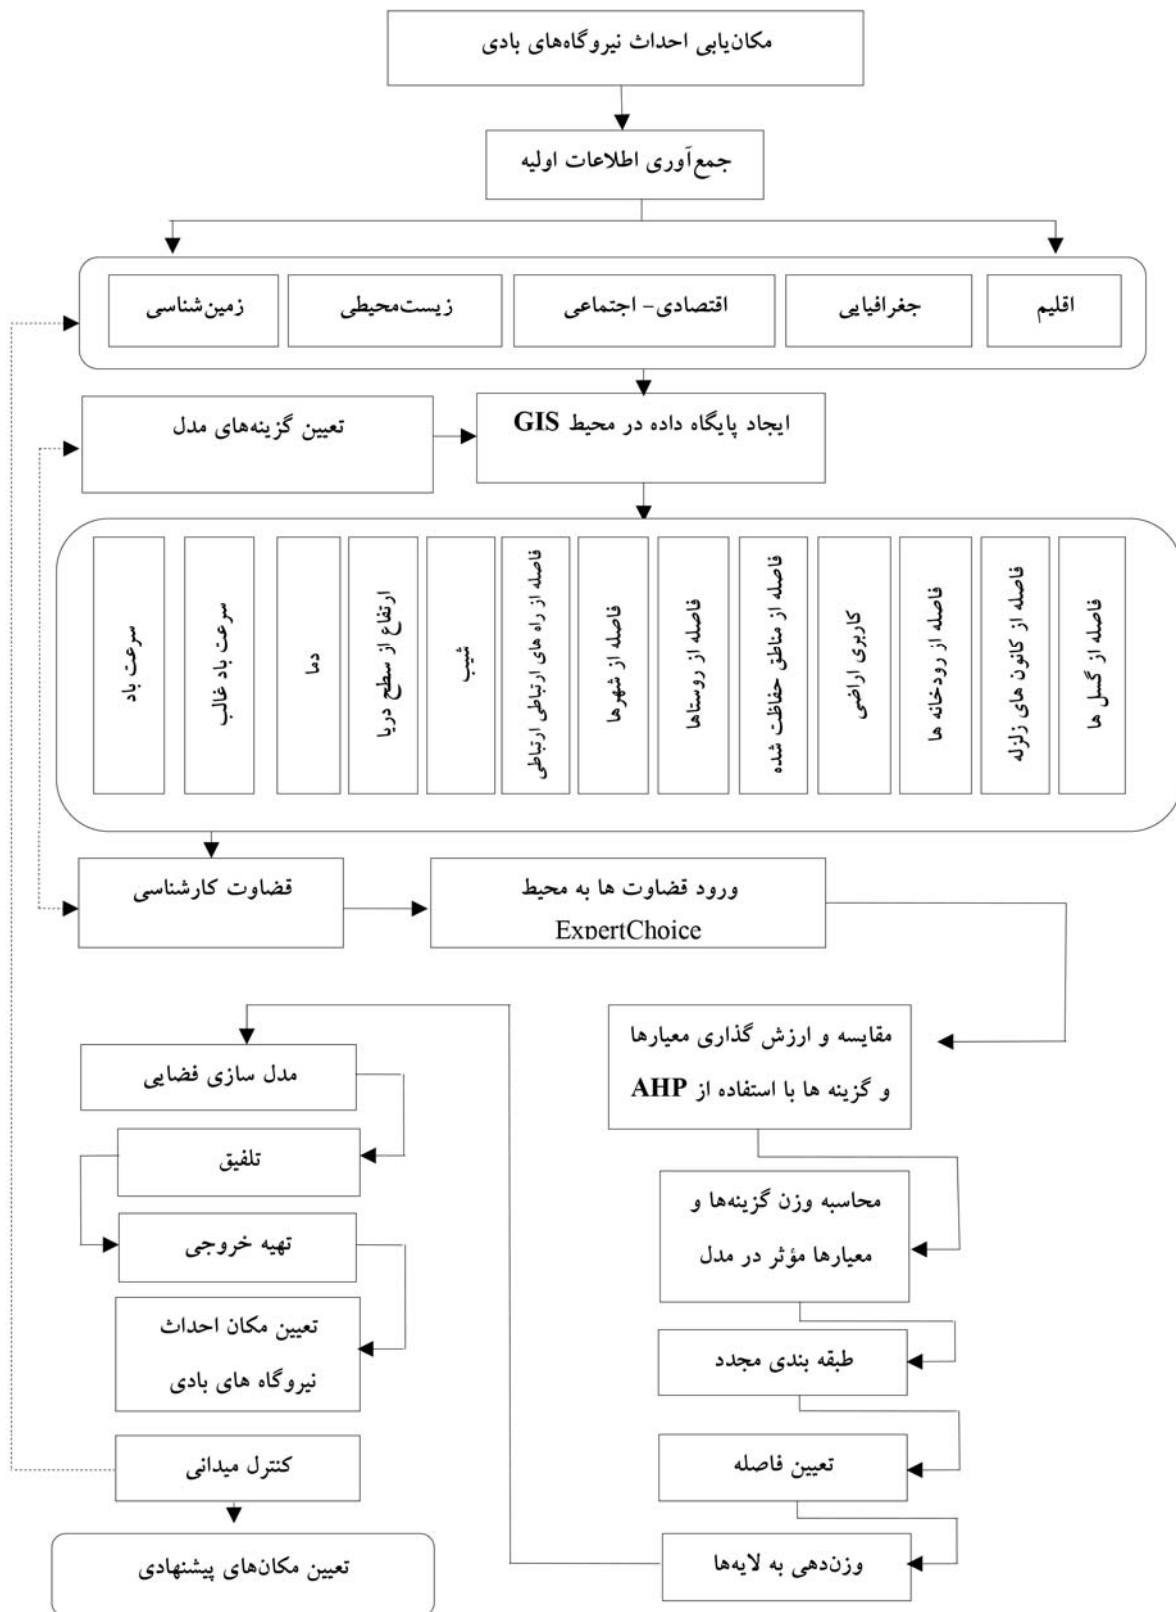 مکان‌یابی احداث نیروگاه‌های بادی
جمع‌آوری اطلاعات اولیه
اقلیم
جغرافیایی
اقتصادی- اجتماعی
زیست‌محیطی
زمین‌شناسی
ایجاد پایگاه داده در محیط GIS
تعیین گزینه‌های مدل
فاصله از گسل ها
فاصله از کانون های زلزله
فاصله از رودخانه ها
کاربری اراضی
فاصله از مناطق حفاظت شده
فاصله از روستاها
فاصله از شهرها
فاصله از راه های ارتباطی ارتباطی
شیب
ارتفاع از سطح دریا
دما
سرعت باد غالب
سرعت باد
قضاوت کارشناسی
ورود قضاوت ها به محیط
ExpertChoice
مقایسه و ارزش گذاری معیارها
و گزینه ها با استفاده از AHP
محاسبه وزن گزینه‌ها و
معیارها مؤثر در مدل
طبقه بندی مجدد
تعیین فاصله
وزن‌دهی به لایه‌ها
مدل سازی فضایی
تلفیق
تهیه خروجی
تعیین مکان احداث
نیروگاه های بادی
کنترل میدانی
تعیین مکان‌های پیشنهادی